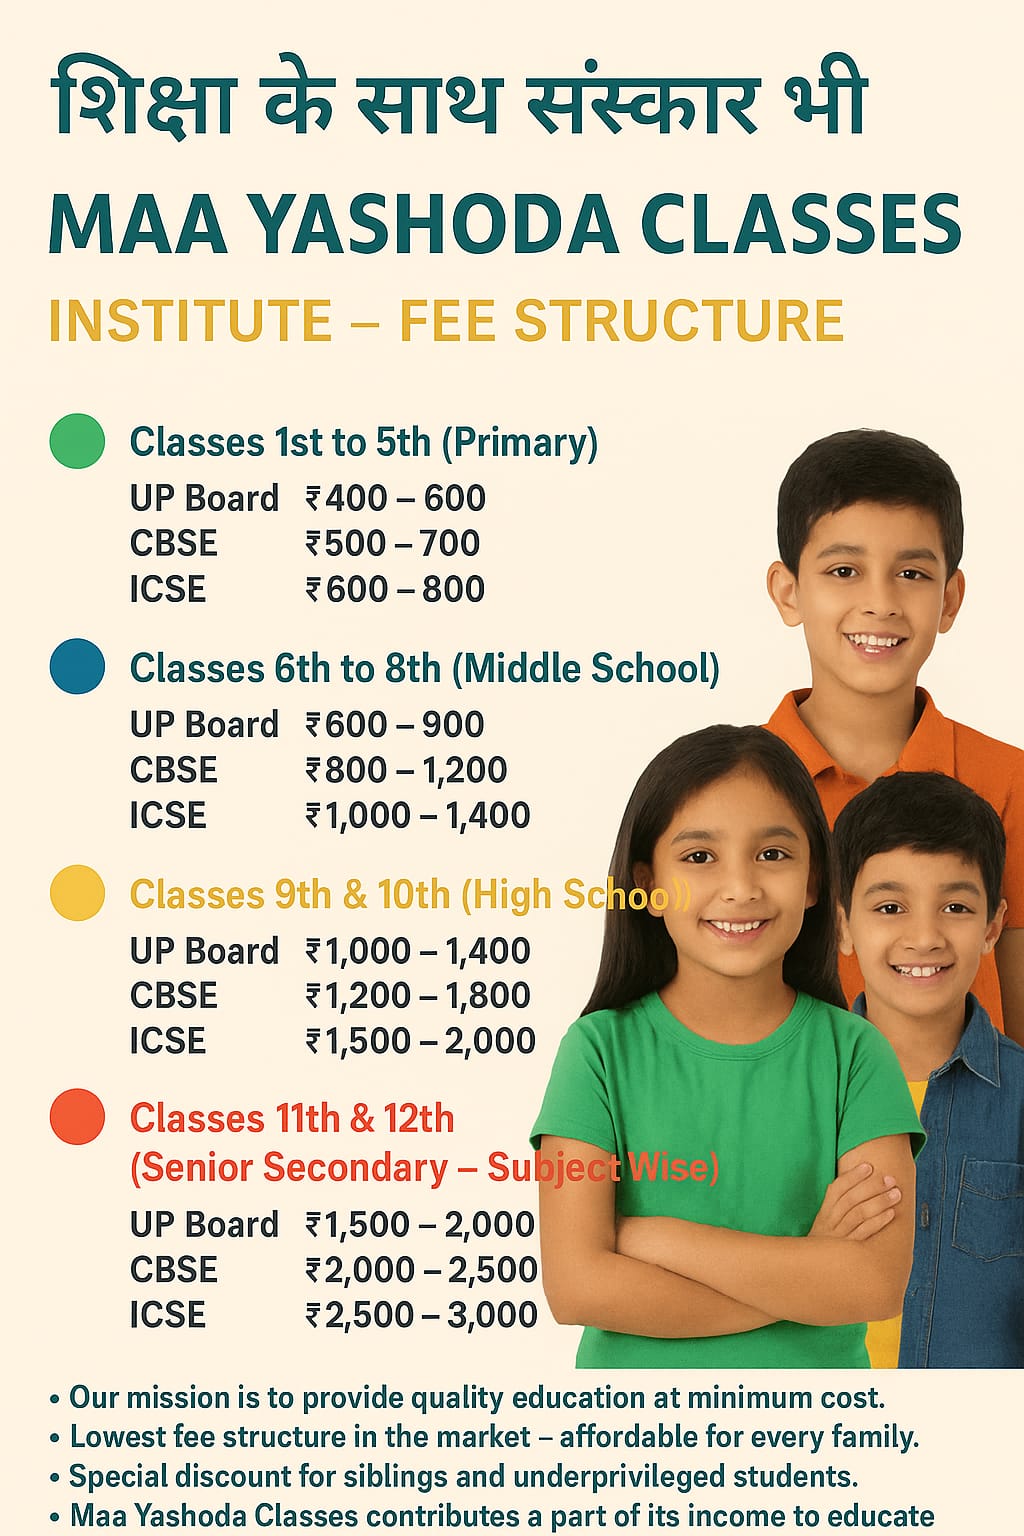 शिक्षा के साथ संस्कार भी
MAA YASHODA CLASSES
INSTITUTE – FEE STRUCTURE
Classes 1st to 5th (Primary)
UP Board ₹400 – 600
CBSE ₹500 – 700
ICSE ₹600 – 800
Classes 6th to 8th (Middle School)
UP Board ₹600 – 900
CBSE ₹800 – 1,200
ICSE ₹1,000 – 1,400
Classes 9th & 10th (High School)
UP Board ₹1,000 – 1,400
CBSE ₹1,200 – 1,800
ICSE ₹1,500 – 2,000
Classes 11th & 12th
(Senior Secondary – Subject Wise)
UP Board ₹1,500 – 2,000
CBSE ₹2,000 – 2,500
ICSE ₹2,500 – 3,000
• Our mission is to provide quality education at minimum cost.
• Lowest fee structure in the market – affordable for every family.
• Special discount for siblings and underprivileged students.
• Maa Yashoda Classes contributes a part of its income to educate